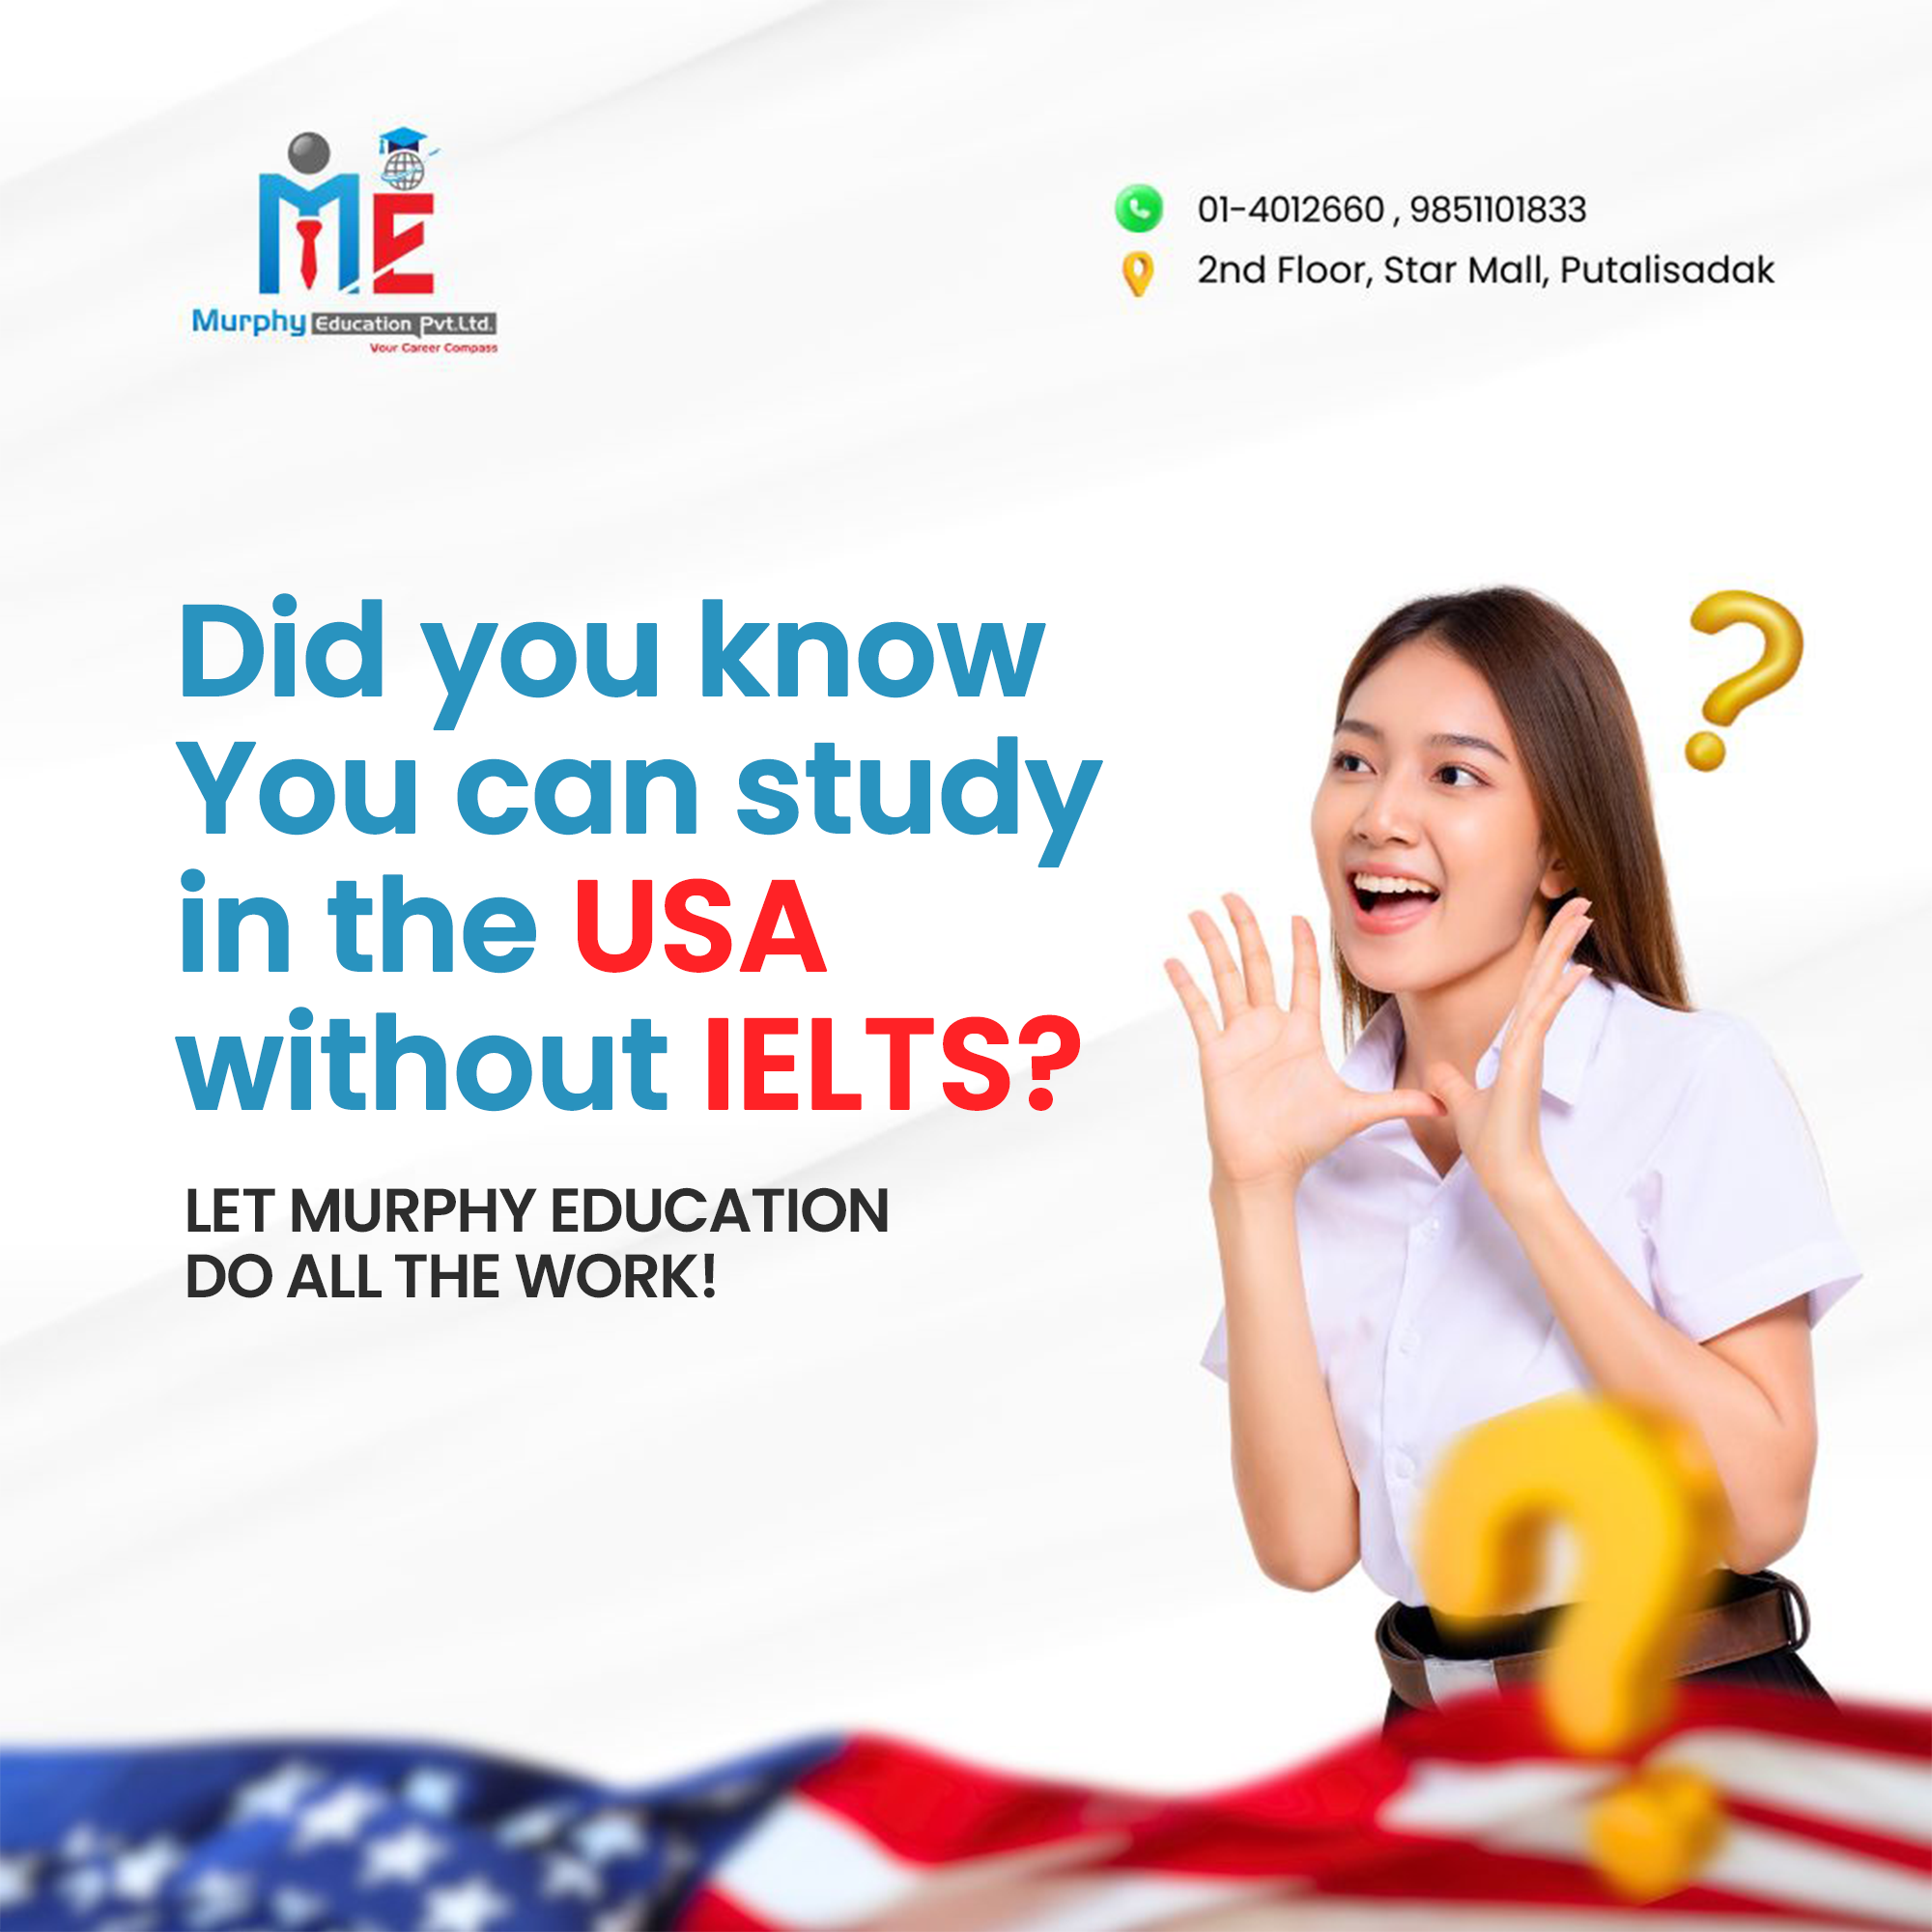 ME
Murphy Education Pvt.Ltd.
Your Career Compass
01-4012660 , 9851101833
2nd Floor, Star Mall, Putalisadak
Did you know
You can study
in the USA
without IELTS?
LET MURPHY EDUCATION
DO ALL THE WORK!